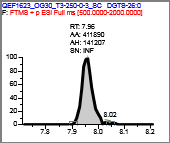 QEF1623_OG30_T3-250-0-3_8C DGTS-26:0
F: FTMS + p ESI Full ms [500.0000-2000.0000]
RT: 7.96
AA: 411890
AH: 141207
SN: INF
100
80
60
40
20
0
8.02
7.8 7.9 8.0 8.1 8.2